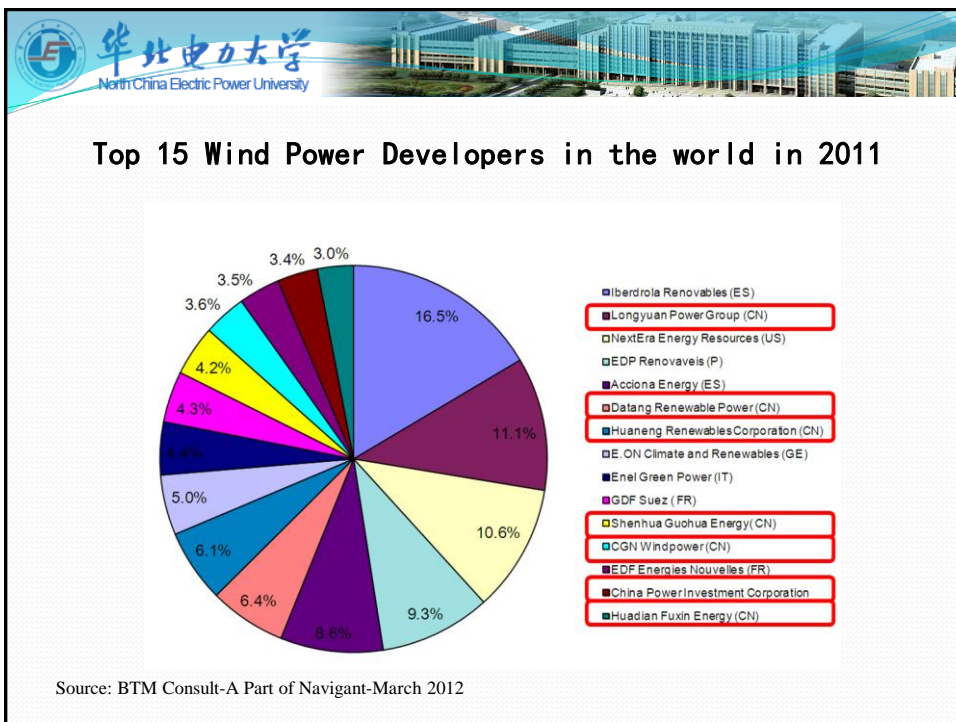 华北电力大学
North China Electric Power University
Top 15 Wind Power Developers in the world in 2011
3.0%
3.4%
3.5%
3.6%
4.2%
4.3%
4.4%
5.0%
6.1%
6.4%
8.6%
9.3%
10.6%
11.1%
16.5%
Iberdrola Renovables (ES)
Longyuan Power Group (CN)
NextEra Energy Resources (US)
EDP Renovaveis (P)
Acciona Energy (ES)
Datang Renewable Power (CN)
Huaneng Renewables Corporation (CN)
E.ON Climate and Renewables (GE)
Enel Green Power (IT)
GDF Suez ( FR)
Shenhua Guohua Energy( CN)
CGN Windpower (CN)
EDF Energies Nouvelles (FR)
China Power Investment Corporation
Huadian Fuxin Energy (CN)
Source: BTM Consult-A Part of Navigant-March 2012